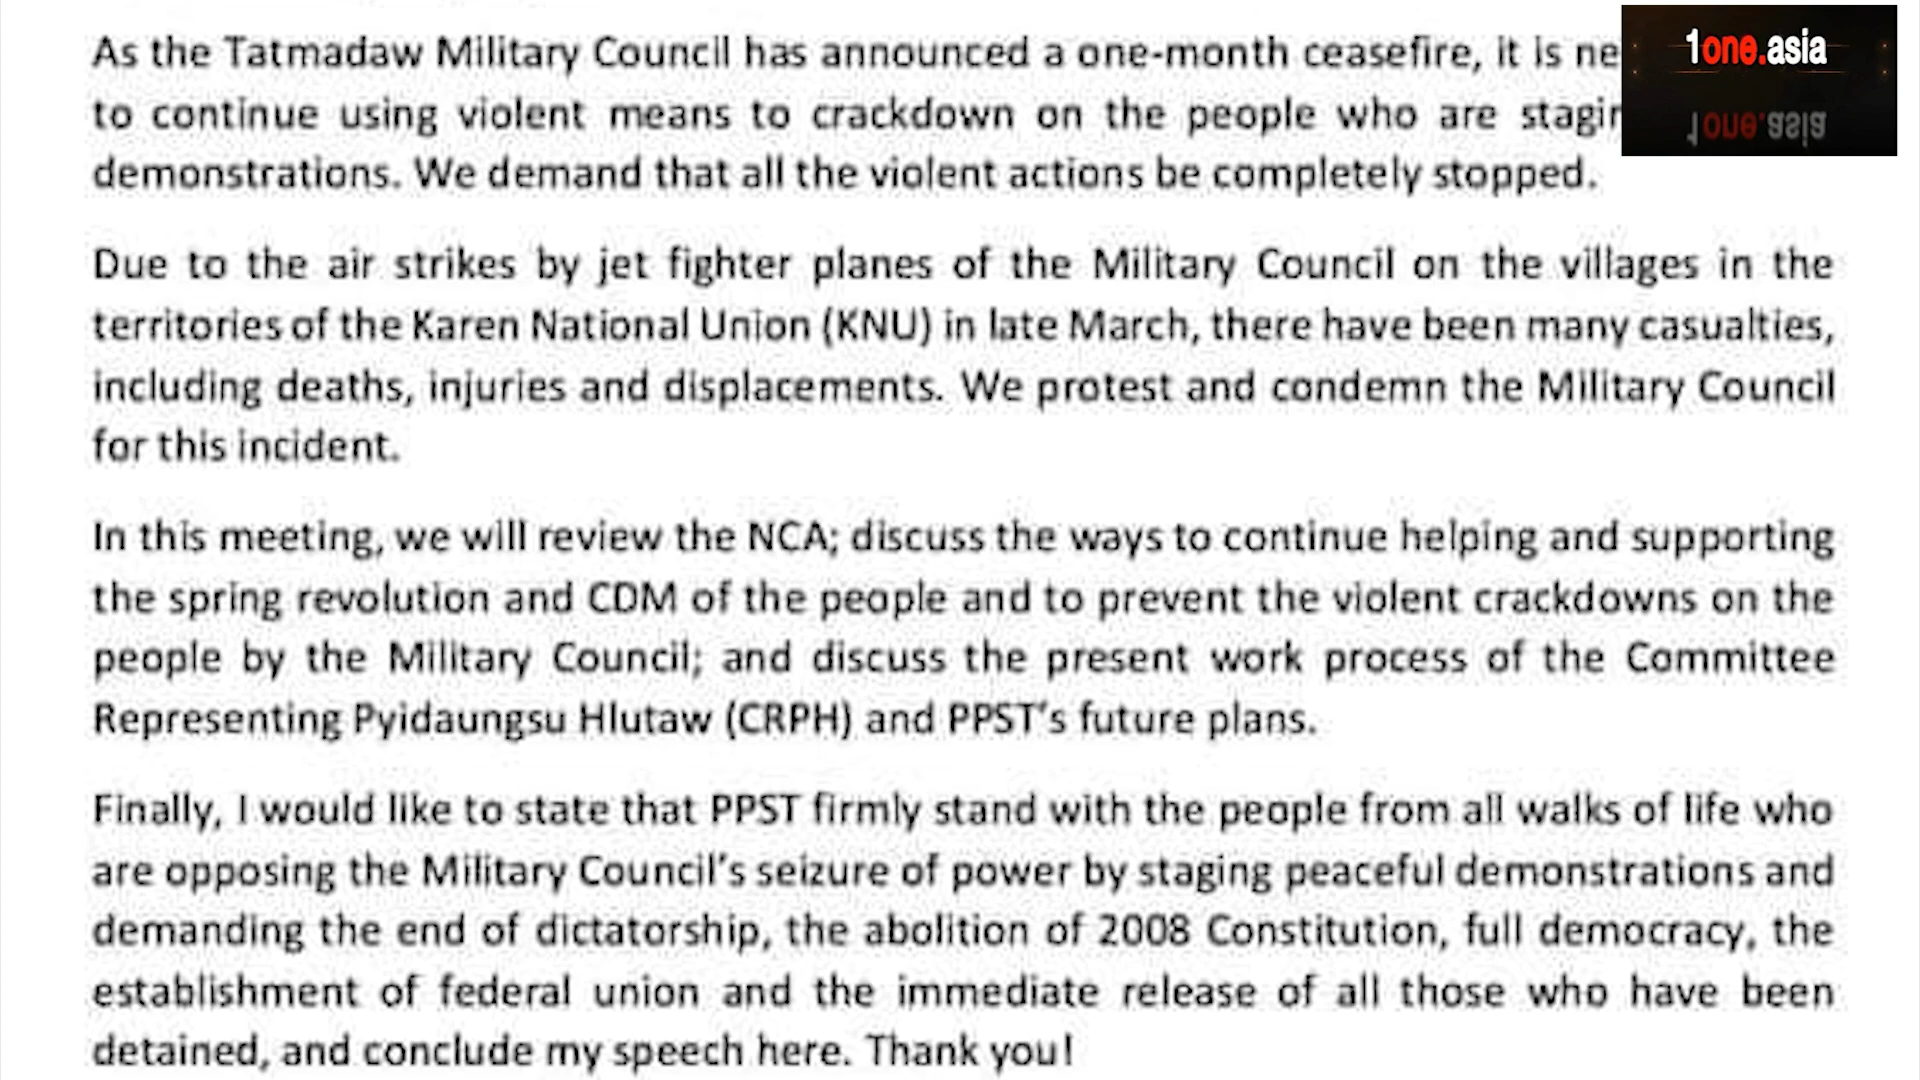 As the Tatmadaw Military Council has announced a one-month ceasefire, it is
1one.asia
to continue using violent means to crackdown on the people who are
demonstrations. We demand that all the violent actions be completely stopped.
Due to the air strikes by jet fighter planes of the Military Council on the villages in the
territories of the Karen National Union (KNU) in late March, there have been many casualties,
including deaths, injuries and displacements. We protest and condemn the Military Council
for this incident.
In this meeting, we will review the NCA; discuss the ways to continue helping and supporting
the spring revolution and CDM of the people and to prevent the violent crackdowns on the
people by the Military Council; and discuss the present work process of the Committee
Representing Pyidaungsu Hlutaw (CRPH) and PPST's future plans.
Finally, I would like to state that PPST firmly stand with the people from all walks of life who
are opposing the Military Council's seizure of power by staging peaceful demonstrations and
demanding the end of dictatorship, the abolition of 2008 Constitution, full democracy, the
establishment of federal union and the immediate release of all those who have been
detained, and conclude my speech here. Thank you!